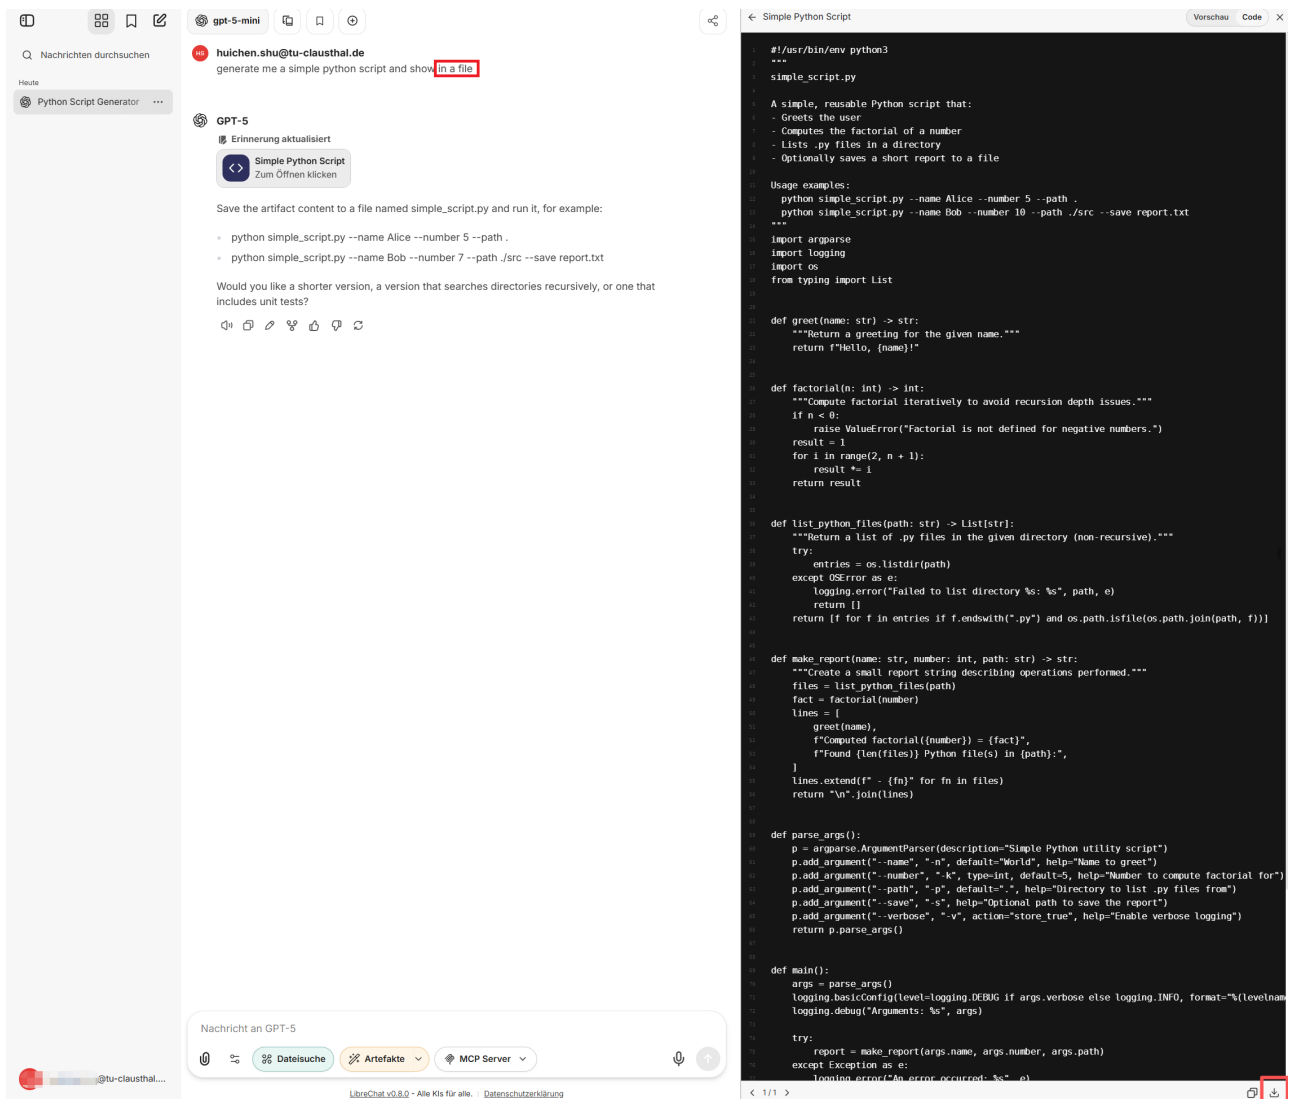 Nachrichten durchsuchen
Heute
Python Script Generator
@tu-clausthal....
gpt-5-mini
HS
huichen.shu@tu-clausthal.de
generate me a simple python script and show in a file
GPT-5
Erinnerung aktualisiert
Simple Python Script
Zum Öffnen klicken
Save the artifact content to a file named simple_script.py and run it, for example:
python simple_script.py --name Alice --number 5 --path .
python simple_script.py --name Bob --number 7 --path ./src --save report.txt
Would you like a shorter version, a version that searches directories recursively, or one that
includes unit tests?
Nachricht an GPT-5
Dateisuche
Artefakte
MCP Server
LibreChat v0.8.0 - Alle KIs für alle. Datenschutzerklärung
Simple Python Script
Vorschau Code
#!/usr/bin/env python3
"""
simple_script.py
A simple, reusable Python script that:
- Greets the user
- Computes the factorial of a number
- Lists .py files in a directory
- Optionally saves a short report to a file
Usage examples:
python simple_script.py --name Alice --number 5 --path .
python simple_script.py --name Bob --number 10 --path ./src --save report.txt
"""
import argparse
import logging
import os
from typing import List
def greet(name: str) -> str:
"""Return a greeting for the given name."""
return f"Hello, {name}!"
def factorial(n: int) -> int:
"""Compute factorial iteratively to avoid recursion depth issues."""
if n < 0:
raise ValueError("Factorial is not defined for negative numbers.")
result = 1
for i in range(2, n + 1):
result *= i
return result
def list_python_files(path: str) -> List[str]:
"""Return a list of .py files in the given directory (non-recursive)."""
try:
entries = os.listdir(path)
except OSError as e:
logging.error("Failed to list directory %s: %s", path, e)
return []
return [f for f in entries if f.endswith(".py") and os.path.isfile(os.path.join(path, f))]
def make_report(name: str, number: int, path: str) -> str:
"""Create a small report string describing operations performed."""
files = list_python_files(path)
fact = factorial(number)
lines = [
greet(name),
f"Computed factorial({number}) = {fact}",
f"Found {len(files)} Python file(s) in {path}:",
]
lines.extend(f" - {fn}" for fn in files)
return "\n".join(lines)
def parse_args():
p = argparse.ArgumentParser(description="Simple Python utility script")
p.add_argument("--name", "-n", default="World", help="Name to greet")
p.add_argument("--number", "-k", type=int, default=5, help="Number to compute factorial for")
p.add_argument("--path", "-p", default=".", help="Directory to list .py files from")
p.add_argument("--save", "-s", help="Optional path to save the report")
p.add_argument("--verbose", "-v", action="store_true", help="Enable verbose logging")
return p.parse_args()
def main():
args = parse_args()
logging.basicConfig(level=logging.DEBUG if args.verbose else logging.INFO, format="%(levelnam
logging.debug("Arguments: %s", args)
try:
report = make_report(args.name, args.number, args.path)
except Exception as e:
logging.error("An error occurred: %s", e)
1 / 1